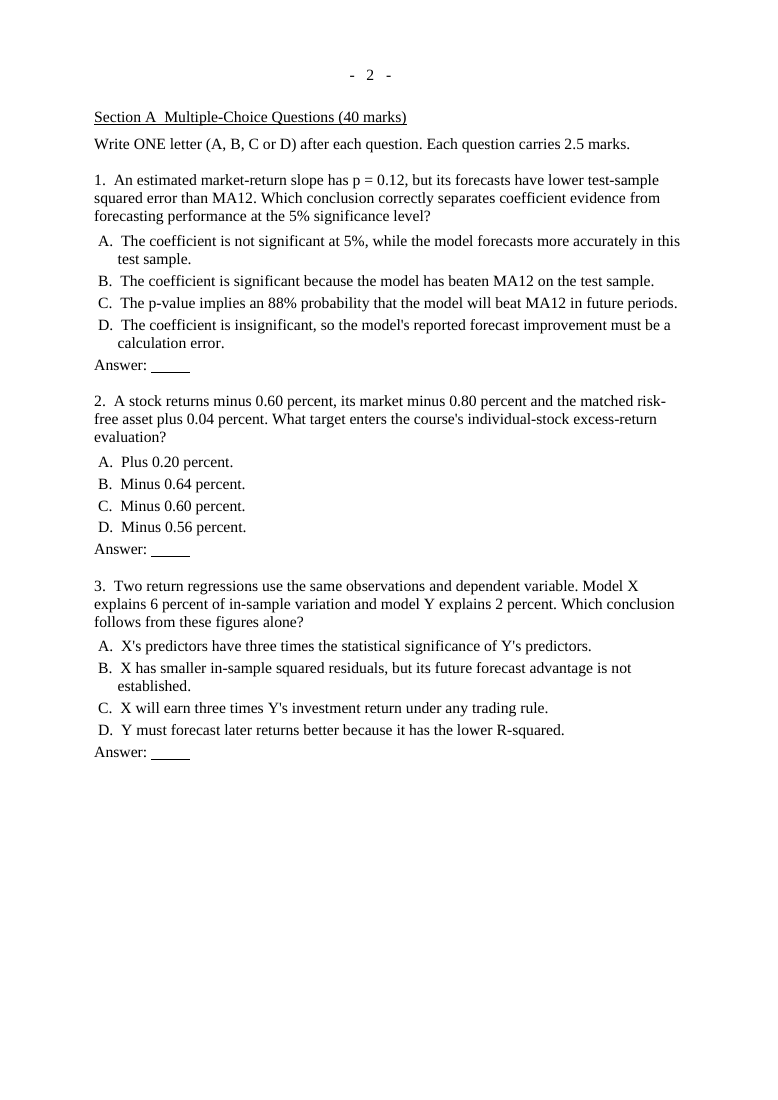 - 2 -
Section A  Multiple-Choice Questions (40 marks)
Write ONE letter (A, B, C or D) after each question. Each question carries 2.5 marks.
1.  An estimated market-return slope has p = 0.12, but its forecasts have lower test-sample
squared error than MA12. Which conclusion correctly separates coefficient evidence from
forecasting performance at the 5% significance level?
A.  The coefficient is not significant at 5%, while the model forecasts more accurately in this
test sample.
B.  The coefficient is significant because the model has beaten MA12 on the test sample.
C.  The p-value implies an 88% probability that the model will beat MA12 in future periods.
D.  The coefficient is insignificant, so the model's reported forecast improvement must be a
calculation error.
Answer: _____
2.  A stock returns minus 0.60 percent, its market minus 0.80 percent and the matched risk-
free asset plus 0.04 percent. What target enters the course's individual-stock excess-return
evaluation?
A.  Plus 0.20 percent.
B.  Minus 0.64 percent.
C.  Minus 0.60 percent.
D.  Minus 0.56 percent.
Answer: _____
3.  Two return regressions use the same observations and dependent variable. Model X
explains 6 percent of in-sample variation and model Y explains 2 percent. Which conclusion
follows from these figures alone?
A.  X's predictors have three times the statistical significance of Y's predictors.
B.  X has smaller in-sample squared residuals, but its future forecast advantage is not
established.
C.  X will earn three times Y's investment return under any trading rule.
D.  Y must forecast later returns better because it has the lower R-squared.
Answer: _____